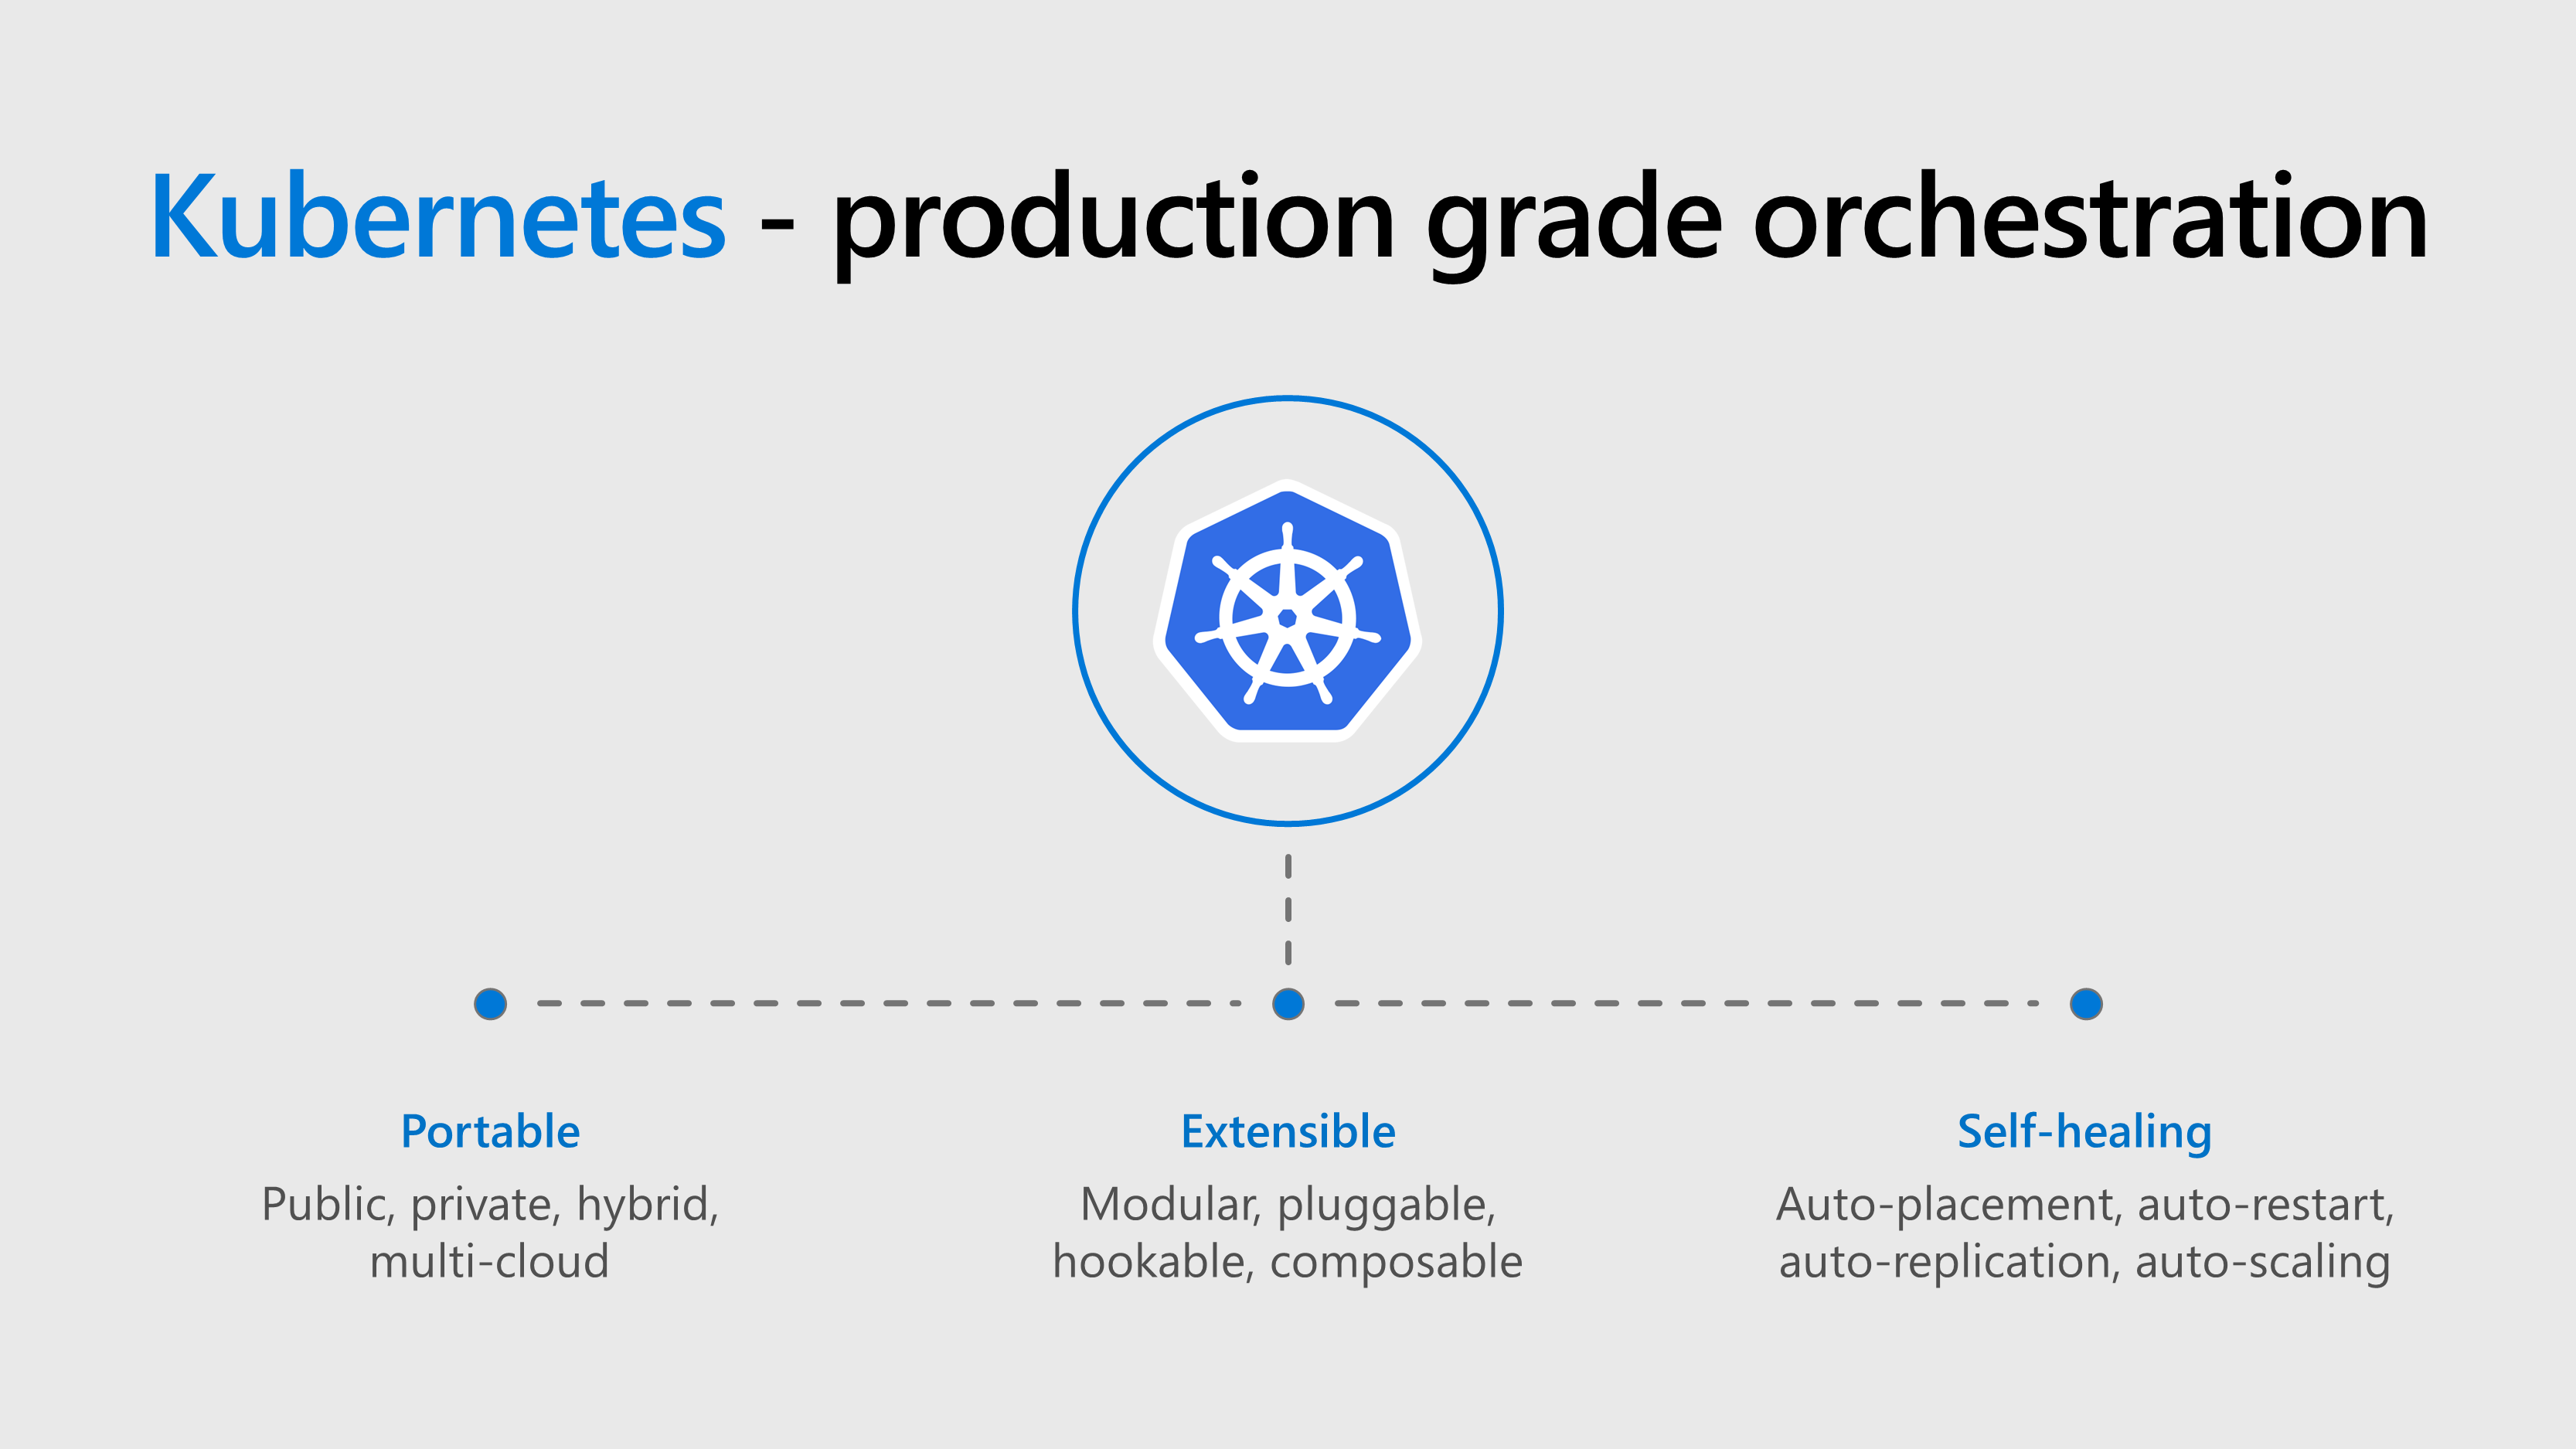 Kubernetes - production grade orchestration
Portable
Public, private, hybrid,
multi-cloud
Extensible
Modular, pluggable,
hookable, composable
Self-healing
Auto-placement, auto-restart,
auto-replication, auto-scaling